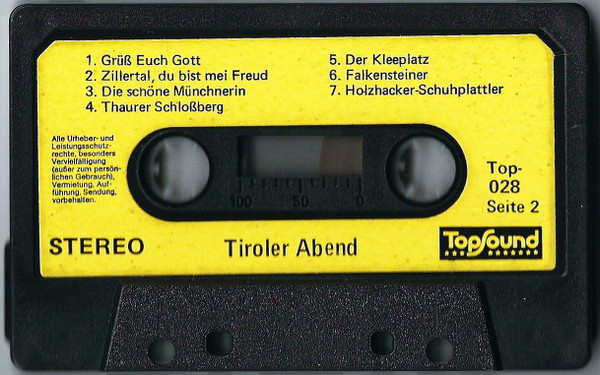 1. Grüß Euch Gott
2. Zillertal, du bist mei Freud
3. Die schöne Münchnerin
4. Thaurer Schloßberg
5. Der Kleeplatz
6. Falkensteiner
7. Holzhacker-Schuhplattler
Alle Urheber- und
Leistungsschutz-
rechte, besonders
Vervielfältigung
(außer zum persön-
lichen Gebrauch),
Vermietung, Auf-
führung, Sendung,
vorbehalten.
100 50 0
Top-
028
Seite 2
STEREO
Tiroler Abend
TopSound